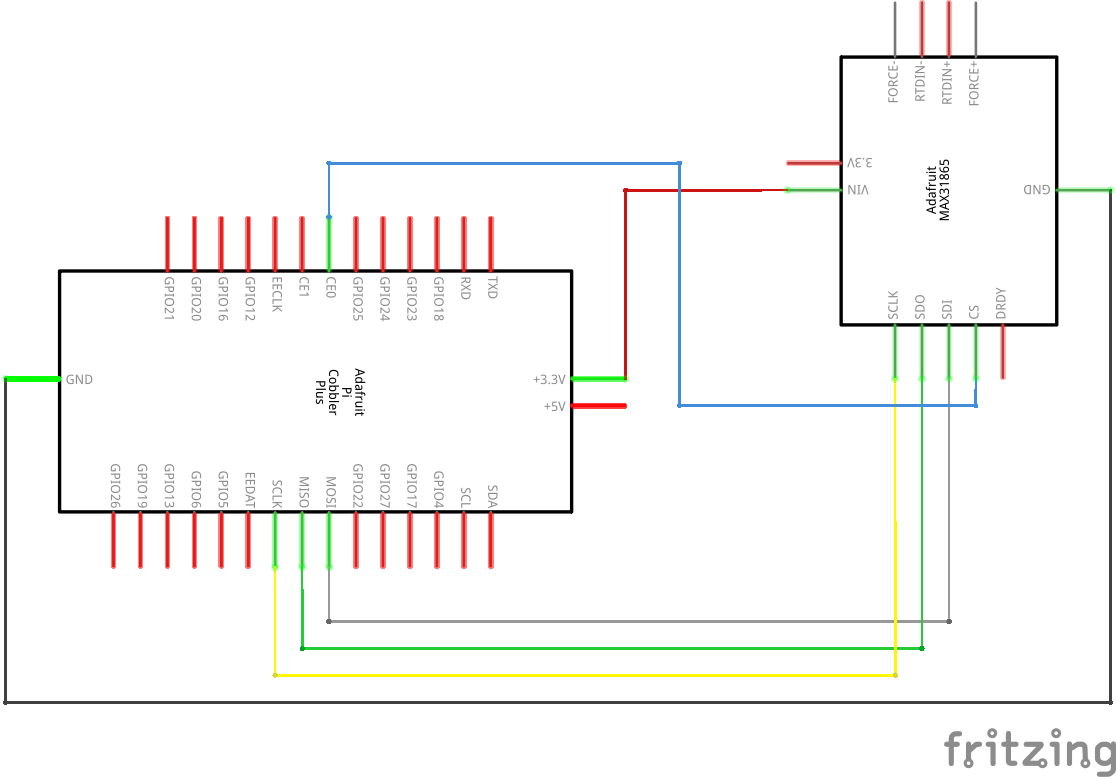 FORCE-
RTDIN-
RTDIN+
FORCE+
3.3V
VIN
GND
Adafruit
MAX31865
SCLK
SDO
SDI
CS
DRDY
GPIO21
GPIO20
GPIO16
GPIO12
EECLK
CE1
CE0
GPIO25
GPIO24
GPIO23
GPIO18
RXD
TXD
GND
Adafruit
Pi
Cobbler
Plus
+3.3V
+5V
GPIO26
GPIO19
GPIO13
GPIO6
GPIO5
EEDAT
SCLK
MISO
MOSI
GPIO22
GPIO27
GPIO17
GPIO4
SCL
SDA
fritzing